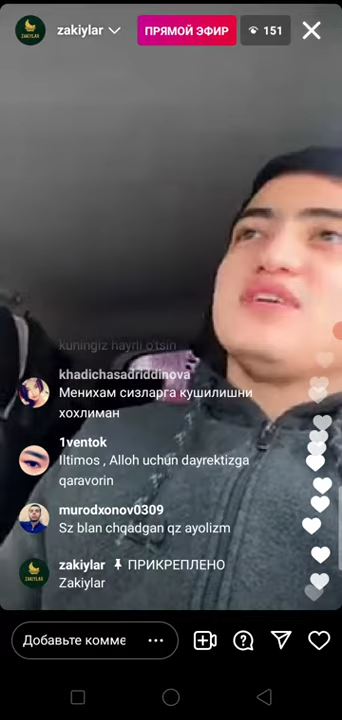 zakiylar
ПРЯМОЙ ЭФИР
151
kuningiz hayrli o'tsin
khadichasadriddinova
Менихам сизларга кушилишни
хохлиман
1ventok
Iltimos , Alloh uchun dayrektizga
qaravorin
murodxonov0309
Sz blan chqadgan qz ayolizm
zakiylar ПРИКРЕПЛЕНО
Zakiylar
Добавьте комме